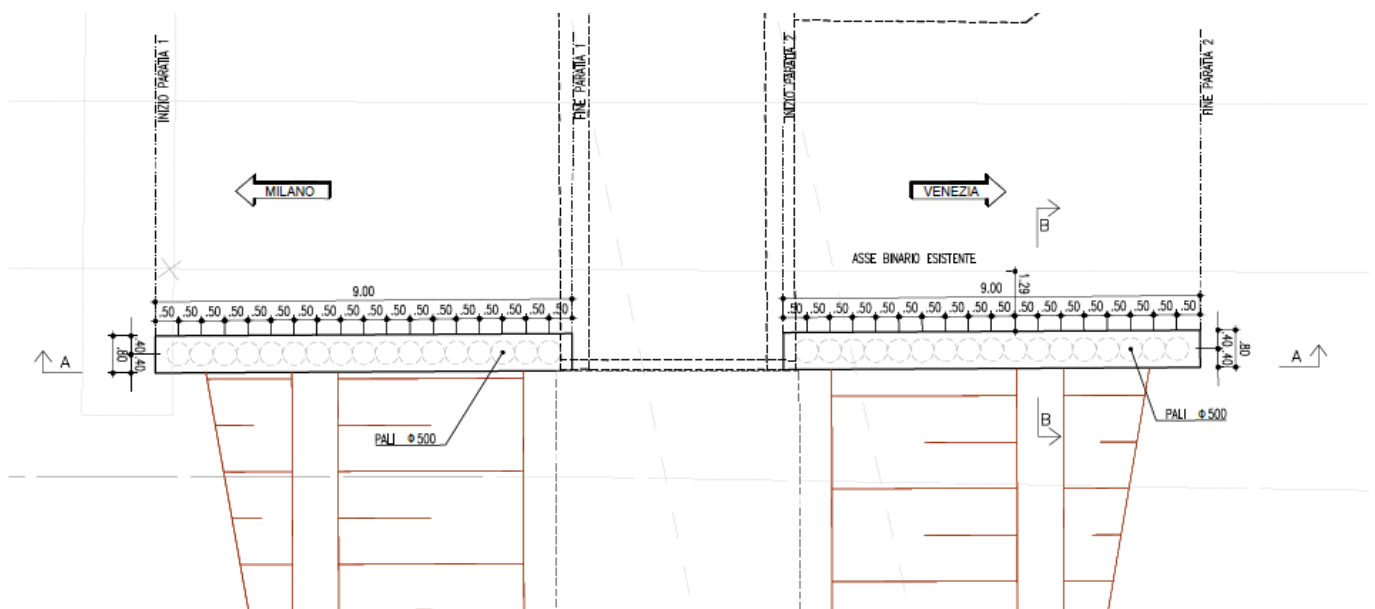 INIZIO PARATIA 1
FINE PARATIA 1
INIZIO PARATIA 2
FINE PARATIA 2
MILANO
VENEZIA
B
ASSE BINARIO ESISTENTE
1.29
9.00
9.00
.50 .50 .50 .50 .50 .50 .50 .50 .50 .50 .50 .50 .50 .50 .50 .50 .50 .50
.50 .50 .50 .50 .50 .50 .50 .50 .50 .50 .50 .50 .50 .50 .50 .50 .50 .50
A
.80
.40 .40
.40 .40
.80
A
PALI Φ500
B
PALI Φ500